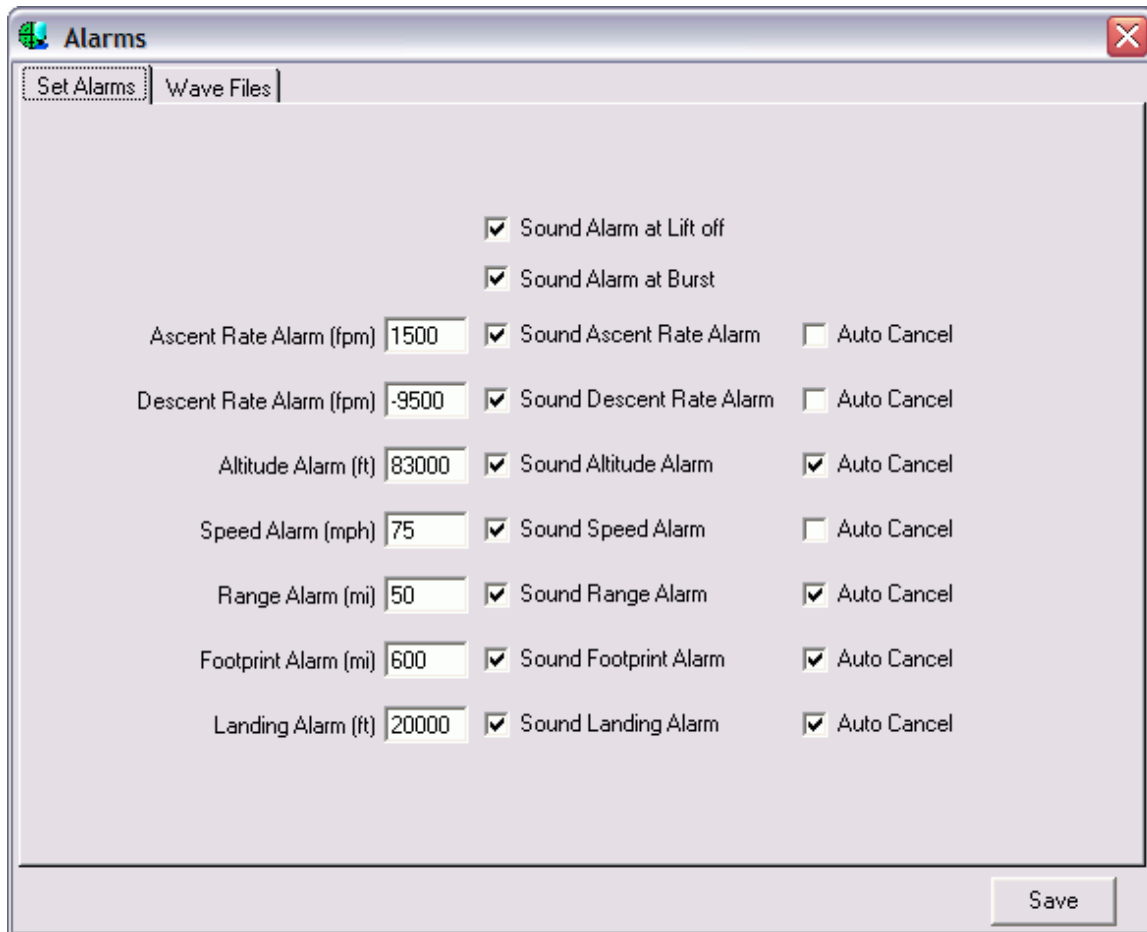 Alarms
Set Alarms Wave Files
Sound Alarm at Lift off
Sound Alarm at Burst
Ascent Rate Alarm (fpm) 1500 Sound Ascent Rate Alarm Auto Cancel
Descent Rate Alarm (fpm) -9500 Sound Descent Rate Alarm Auto Cancel
Altitude Alarm (ft) 83000 Sound Altitude Alarm Auto Cancel
Speed Alarm (mph) 75 Sound Speed Alarm Auto Cancel
Range Alarm (mi) 50 Sound Range Alarm Auto Cancel
Footprint Alarm (mi) 600 Sound Footprint Alarm Auto Cancel
Landing Alarm (ft) 20000 Sound Landing Alarm Auto Cancel
Save